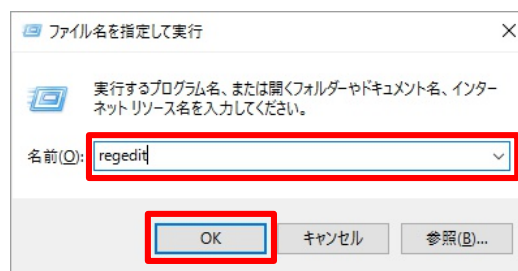 ファイル名を指定して実行
実行するプログラム名、または開くフォルダーやドキュメント名、インター
ネット リソース名を入力してください。
名前(O): regedit
OK キャンセル 参照(B)...